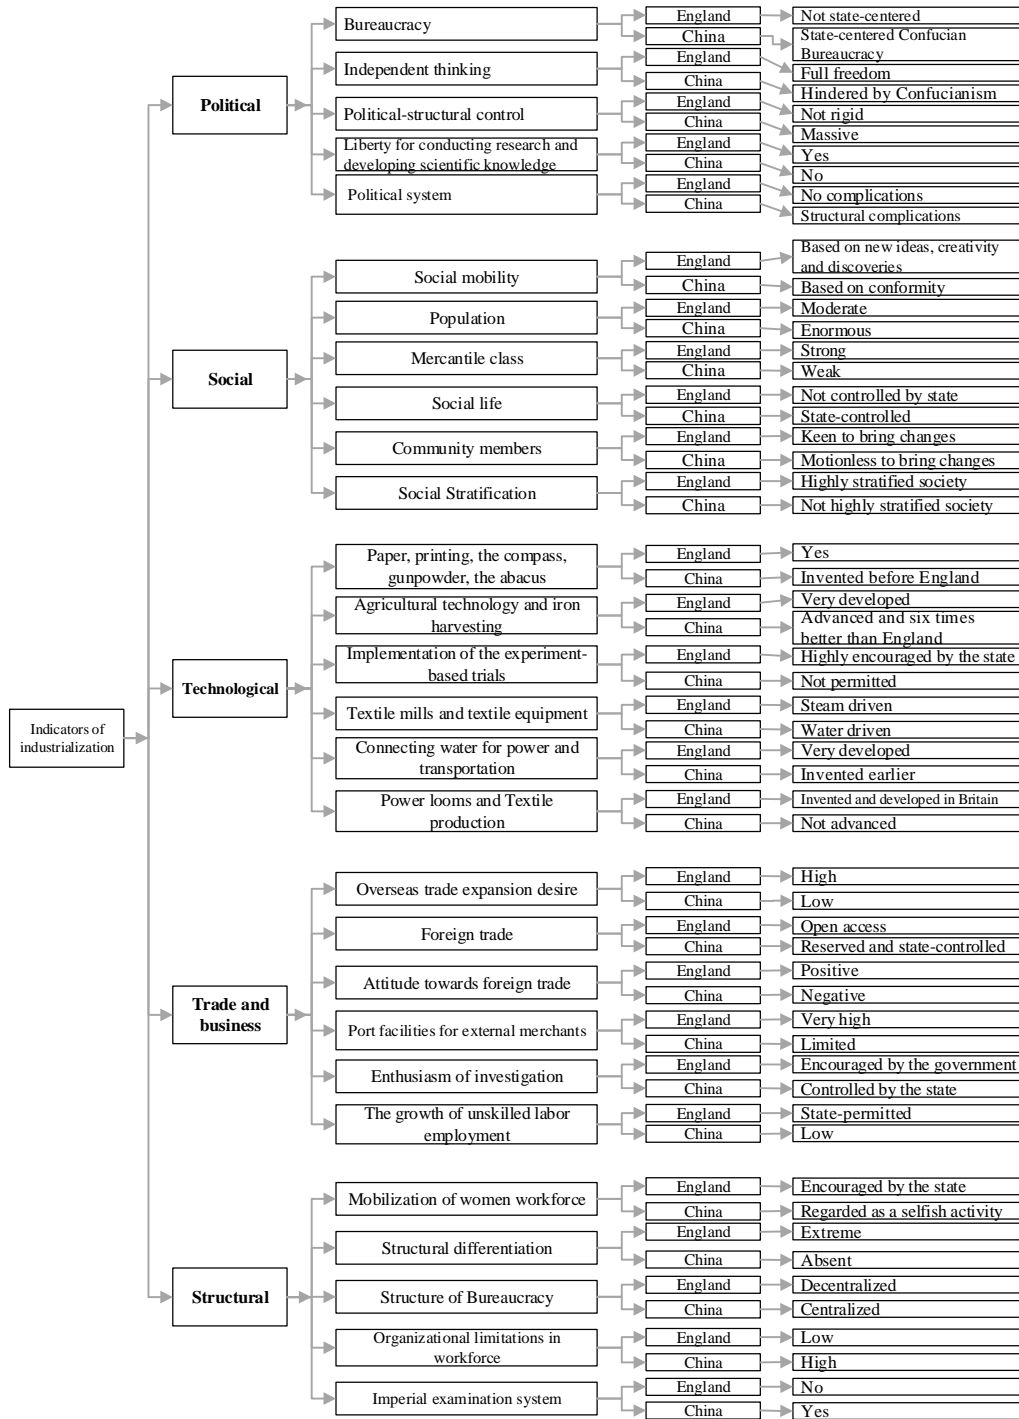 Indicators of
industrialization
Political
Bureaucracy
England
Not state-centered
China
State-centered Confucian
Bureaucracy
Independent thinking
England
Full freedom
China
Hindered by Confucianism
Political-structural control
England
Not rigid
China
Massive
Liberty for conducting research and
developing scientific knowledge
England
Yes
China
No
Political system
England
No complications
China
Structural complications
Social
Social mobility
England
Based on new ideas, creativity
and discoveries
China
Based on conformity
Population
England
Moderate
China
Enormous
Mercantile class
England
Strong
China
Weak
Social life
England
Not controlled by state
China
State-controlled
Community members
England
Keen to bring changes
China
Motionless to bring changes
Social Stratification
England
Highly stratified society
China
Not highly stratified society
Technological
Paper, printing, the compass,
gunpowder, the abacus
England
Yes
China
Invented before England
Agricultural technology and iron
harvesting
England
Very developed
China
Advanced and six times
better than England
Implementation of the experiment-
based trials
England
Highly encouraged by the state
China
Not permitted
Textile mills and textile equipment
England
Steam driven
China
Water driven
Connecting water for power and
transportation
England
Very developed
China
Invented earlier
Power looms and Textile
production
England
Invented and developed in Britain
China
Not advanced
Trade and
business
Overseas trade expansion desire
England
High
China
Low
Foreign trade
England
Open access
China
Reserved and state-controlled
Attitude towards foreign trade
England
Positive
China
Negative
Port facilities for external merchants
England
Very high
China
Limited
Enthusiasm of investigation
England
Encouraged by the government
China
Controlled by the state
The growth of unskilled labor
employment
England
State-permitted
China
Low
Structural
Mobilization of women workforce
England
Encouraged by the state
China
Regarded as a selfish activity
Structural differentiation
England
Extreme
China
Absent
Structure of Bureaucracy
England
Decentralized
China
Centralized
Organizational limitations in
workforce
England
Low
China
High
Imperial examination system
England
No
China
Yes